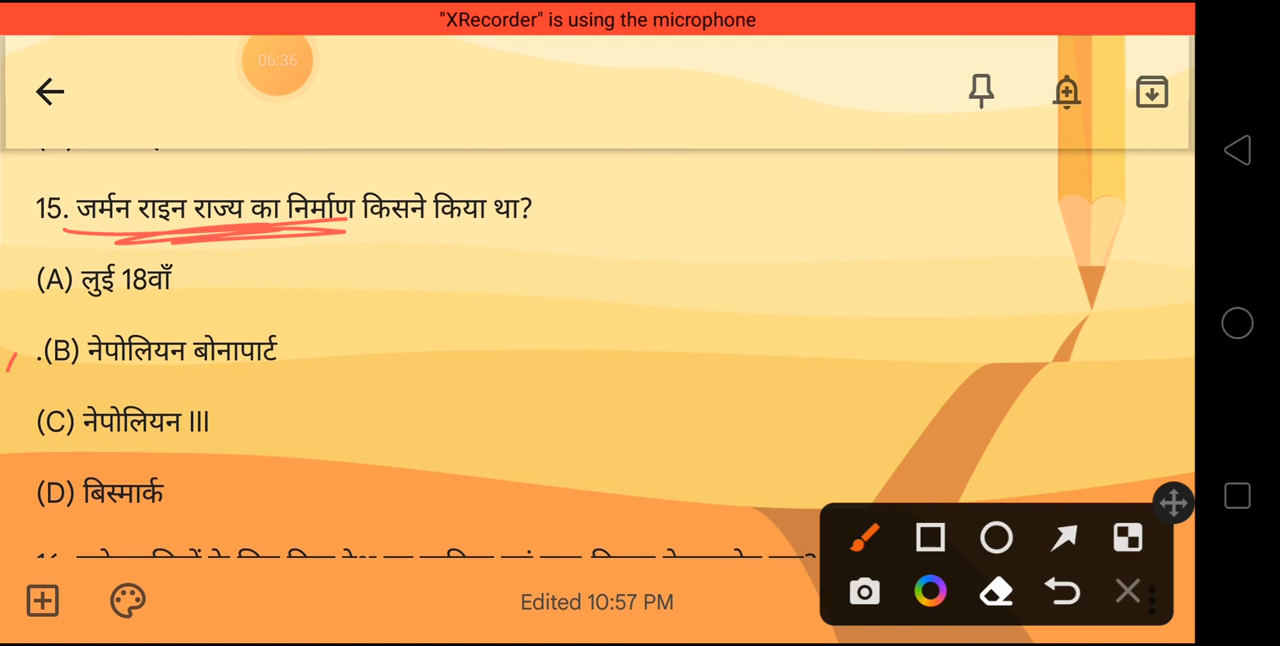 "XRecorder" is using the microphone
06:36
15. जर्मन राइन राज्य का निर्माण किसने किया था?
(A) लुई 18वाँ
.(B) नेपोलियन बोनापार्ट
(C) नेपोलियन III
(D) बिस्मार्क
Edited 10:57 PM